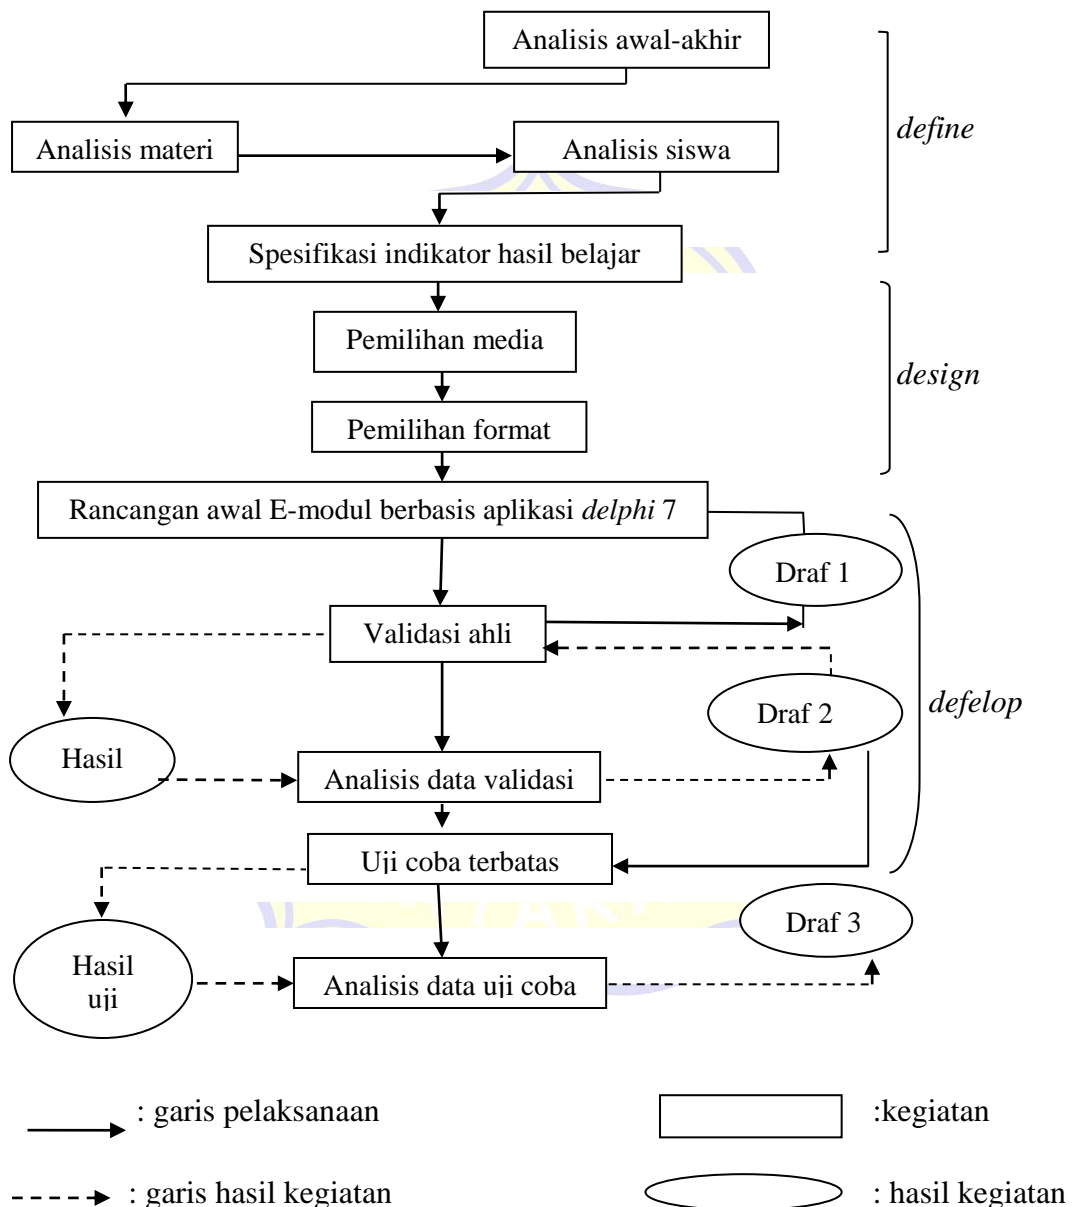 Analisis awal-akhir
define
Analisis materi
Analisis siswa
Spesifikasi indikator hasil belajar
Pemilihan media
design
Pemilihan format
Rancangan awal E-modul berbasis aplikasi delphi 7
Draf 1
Validasi ahli
Draf 2
defelop
Hasil
Analisis data validasi
Uji coba terbatas
Draf 3
Hasil
uji
Analisis data uji coba
: garis pelaksanaan
:kegiatan
: garis hasil kegiatan
: hasil kegiatan